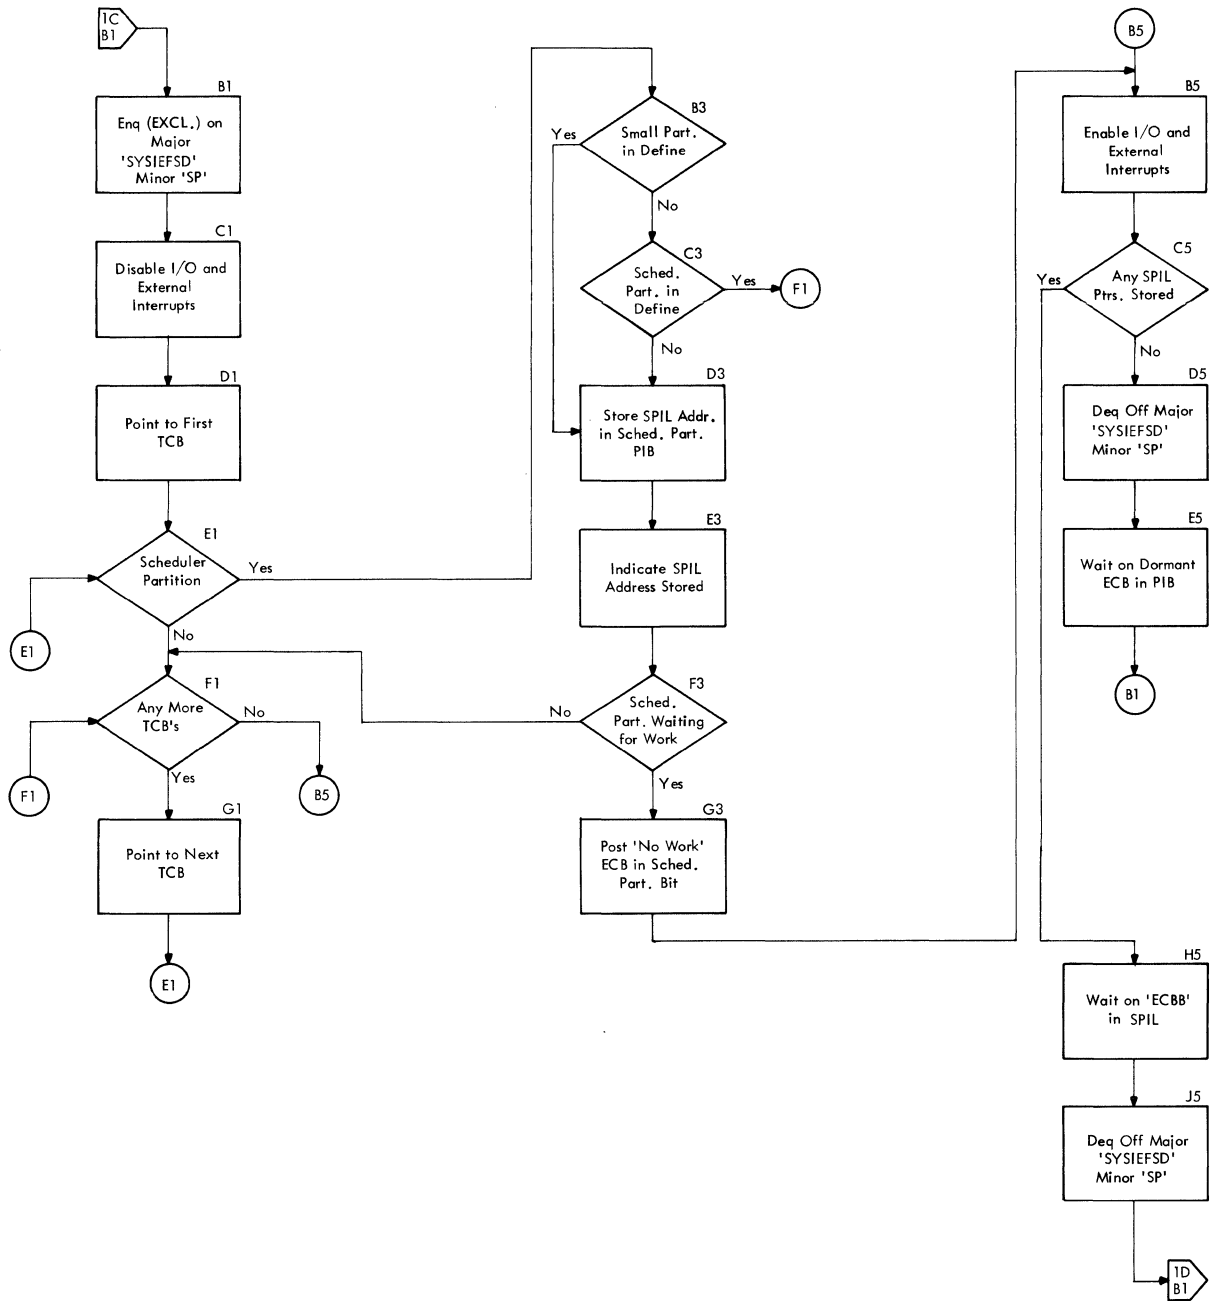 1C
B1
B1
Enq (EXCL.) on
Major
'SYSIEFSD'
Minor 'SP'
C1
Disable I/O and
External
Interrupts
D1
Point to First
TCB
E1
Scheduler
Partition
Yes
No
E1
F1
Any More
TCB's
No
Yes
F1
B5
G1
Point to Next
TCB
E1
B3
Small Part.
in Define
Yes
No
C3
Sched.
Part. in
Define
Yes
F1
No
D3
Store SPIL Addr.
in Sched. Part.
PIB
E3
Indicate SPIL
Address Stored
F3
Sched.
Part. Waiting
for Work
No
Yes
G3
Post 'No Work'
ECB in Sched.
Part. Bit
B5
B5
Enable I/O and
External
Interrupts
C5
Any SPIL
Ptrs. Stored
Yes
No
D5
Deq Off Major
'SYSIEFSD'
Minor 'SP'
E5
Wait on Dormant
ECB in PIB
B1
H5
Wait on 'ECBB'
in SPIL
J5
Deq Off Major
'SYSIEFSD'
Minor 'SP'
1D
B1